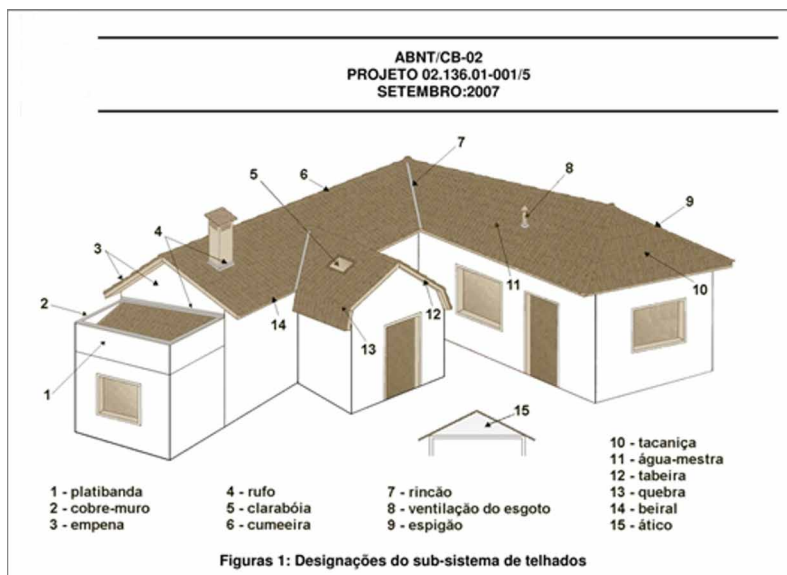 ABNT/CB-02
PROJETO 02.136.01-001/5
SETEMBRO:2007
7
8
6
5
9
4
3
2
10
11
12
14
13
1
15
1 - platibanda
2 - cobre-muro
3 - empena
4 - rufo
5 - clarabóia
6 - cumeeira
7 - rincão
8 - ventilação do esgoto
9 - espigão
10 - tacaniça
11 - água-mestra
12 - tabeira
13 - quebra
14 - beiral
15 - ático
Figuras 1: Designações do sub-sistema de telhados